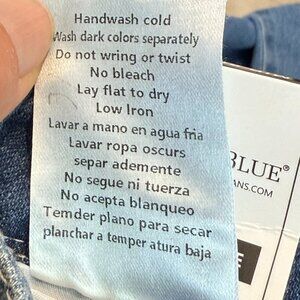 Handwash cold
Wash dark colors separately
Do not wring or twist
No bleach
Lay flat to dry
Low Iron
Lavar a mano en agua fria
Lavar ropa oscurs
separ ademente
No segue ni tuerza
No acepta blanqueo
Temder plano para secar
planchar a temper atura baja
BLUE®
ANS.COM
E